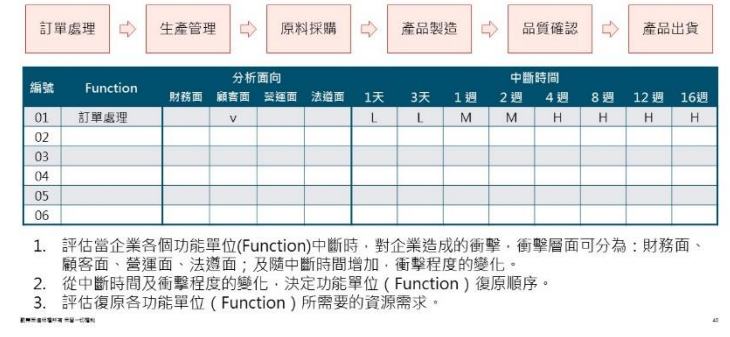 訂單處理 生產管理 原料採購 產品製造 品質確認 產品出貨
編號 Function 分析面向 中斷時間
財務面 顧客面 營運面 法遵面 1天 3天 1週 2週 4週 8週 12週 16週
01 訂單處理 v L L M M H H H H
02
03
04
05
06
1. 評估當企業各個功能單位(Function)中斷時，對企業造成的衝擊，衝擊層面可分為：財務面、
顧客面、營運面、法遵面；及隨中斷時間增加，衝擊程度的變化。
2. 從中斷時間及衝擊程度的變化，決定功能單位（Function）復原順序。
3. 評估復原各功能單位（Function）所需要的資源需求。